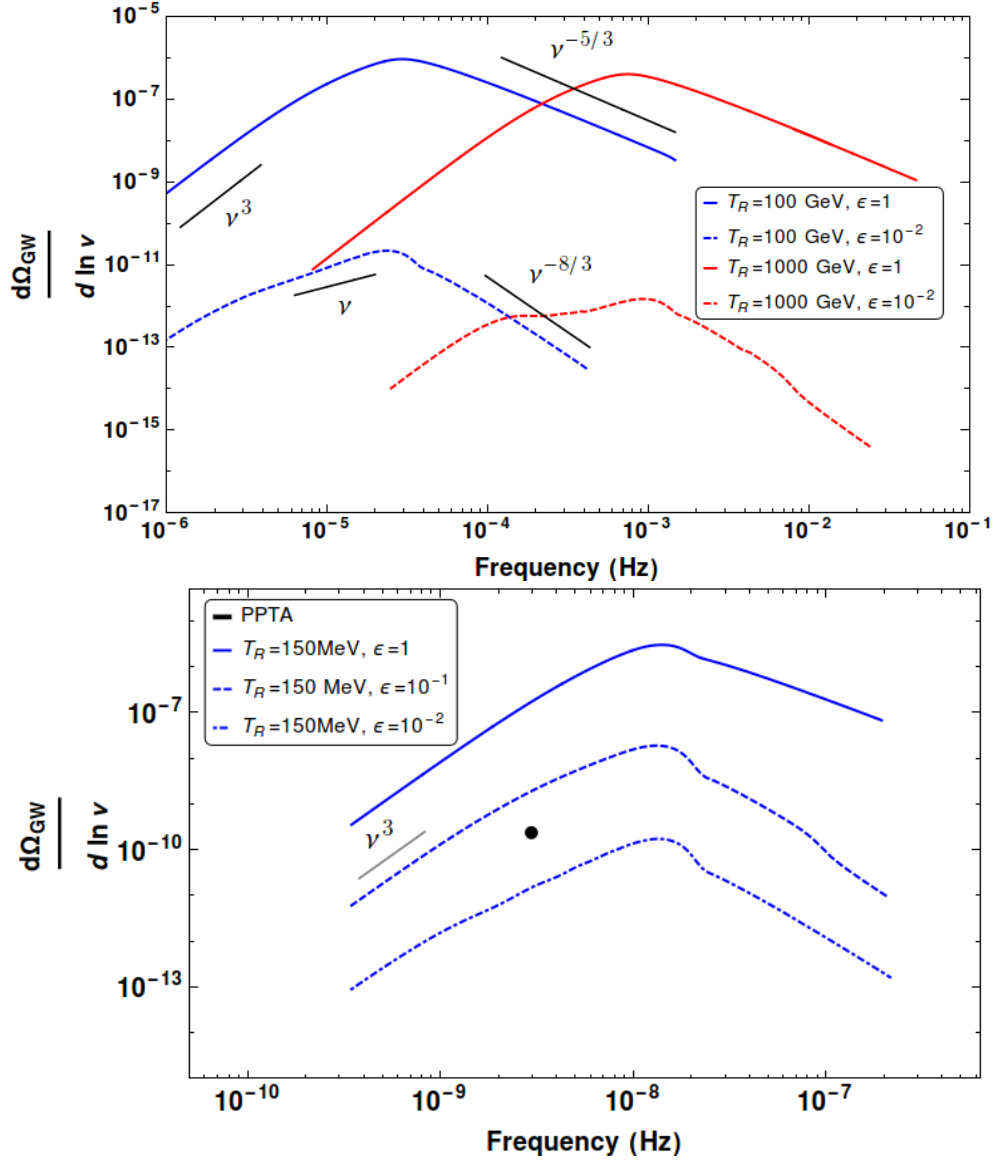 10⁻⁵
10⁻⁷
10⁻⁹
10⁻¹¹
10⁻¹³
10⁻¹⁵
10⁻¹⁷
dΩ_GW
d ln ν
ν³
ν
ν^{-5/3}
ν^{-8/3}
T_R=100 GeV, ϵ=1
T_R=100 GeV, ϵ=10⁻²
T_R=1000 GeV, ϵ=1
T_R=1000 GeV, ϵ=10⁻²
10⁻⁶ 10⁻⁵ 10⁻⁴ 10⁻³ 10⁻² 10⁻¹
Frequency (Hz)
PPTA
T_R=150MeV, ϵ=1
T_R=150 MeV, ϵ=10⁻¹
T_R=150MeV, ϵ=10⁻²
10⁻⁷
10⁻¹⁰
10⁻¹³
dΩ_GW
d ln ν
ν³
10⁻¹⁰ 10⁻⁹ 10⁻⁸ 10⁻⁷
Frequency (Hz)